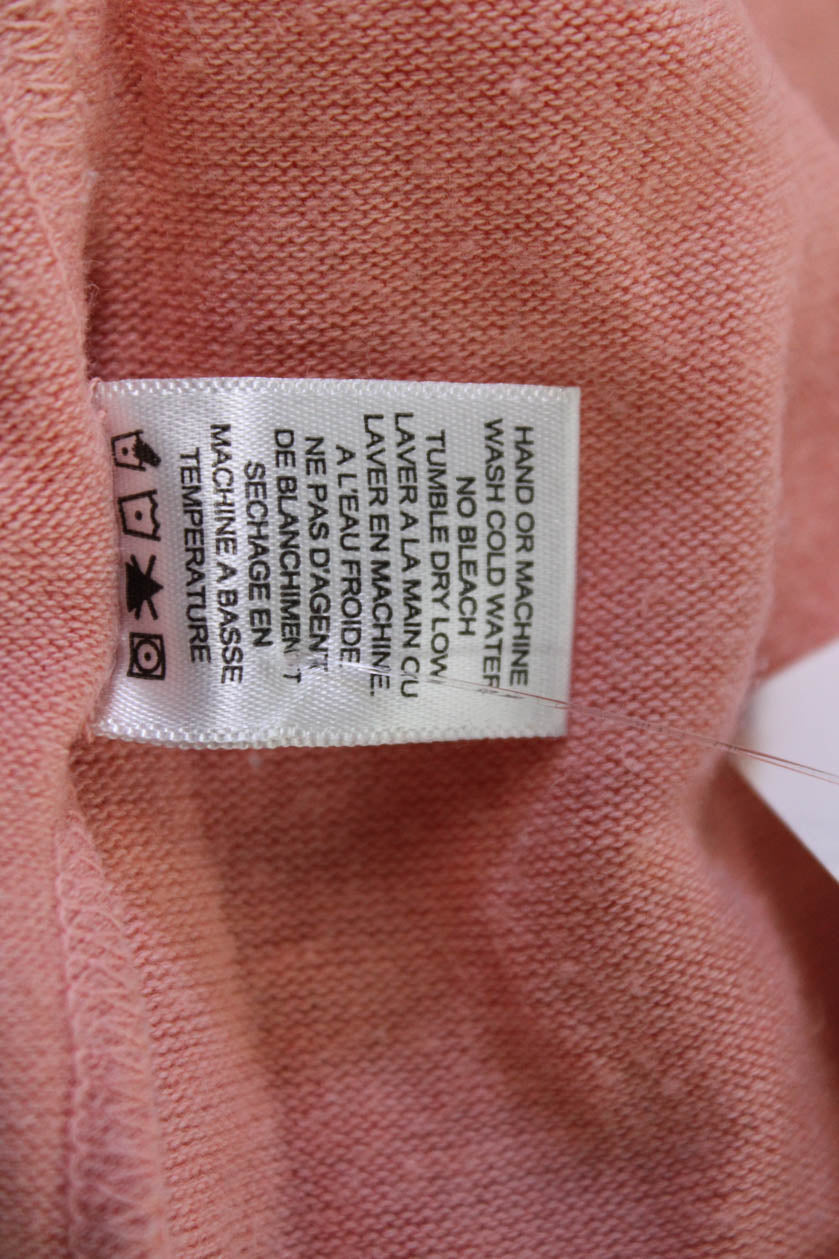 HAND OR MACHINE
WASH COLD WATER
NO BLEACH
TUMBLE DRY LOW
LAVER A LA MAIN OU
LAVER EN MACHINE.
A L'EAU FROIDE.
NE PAS D'AGENT
DE BLANCHIMENT
SECHAGE EN
MACHINE A BASSE
TEMPERATURE